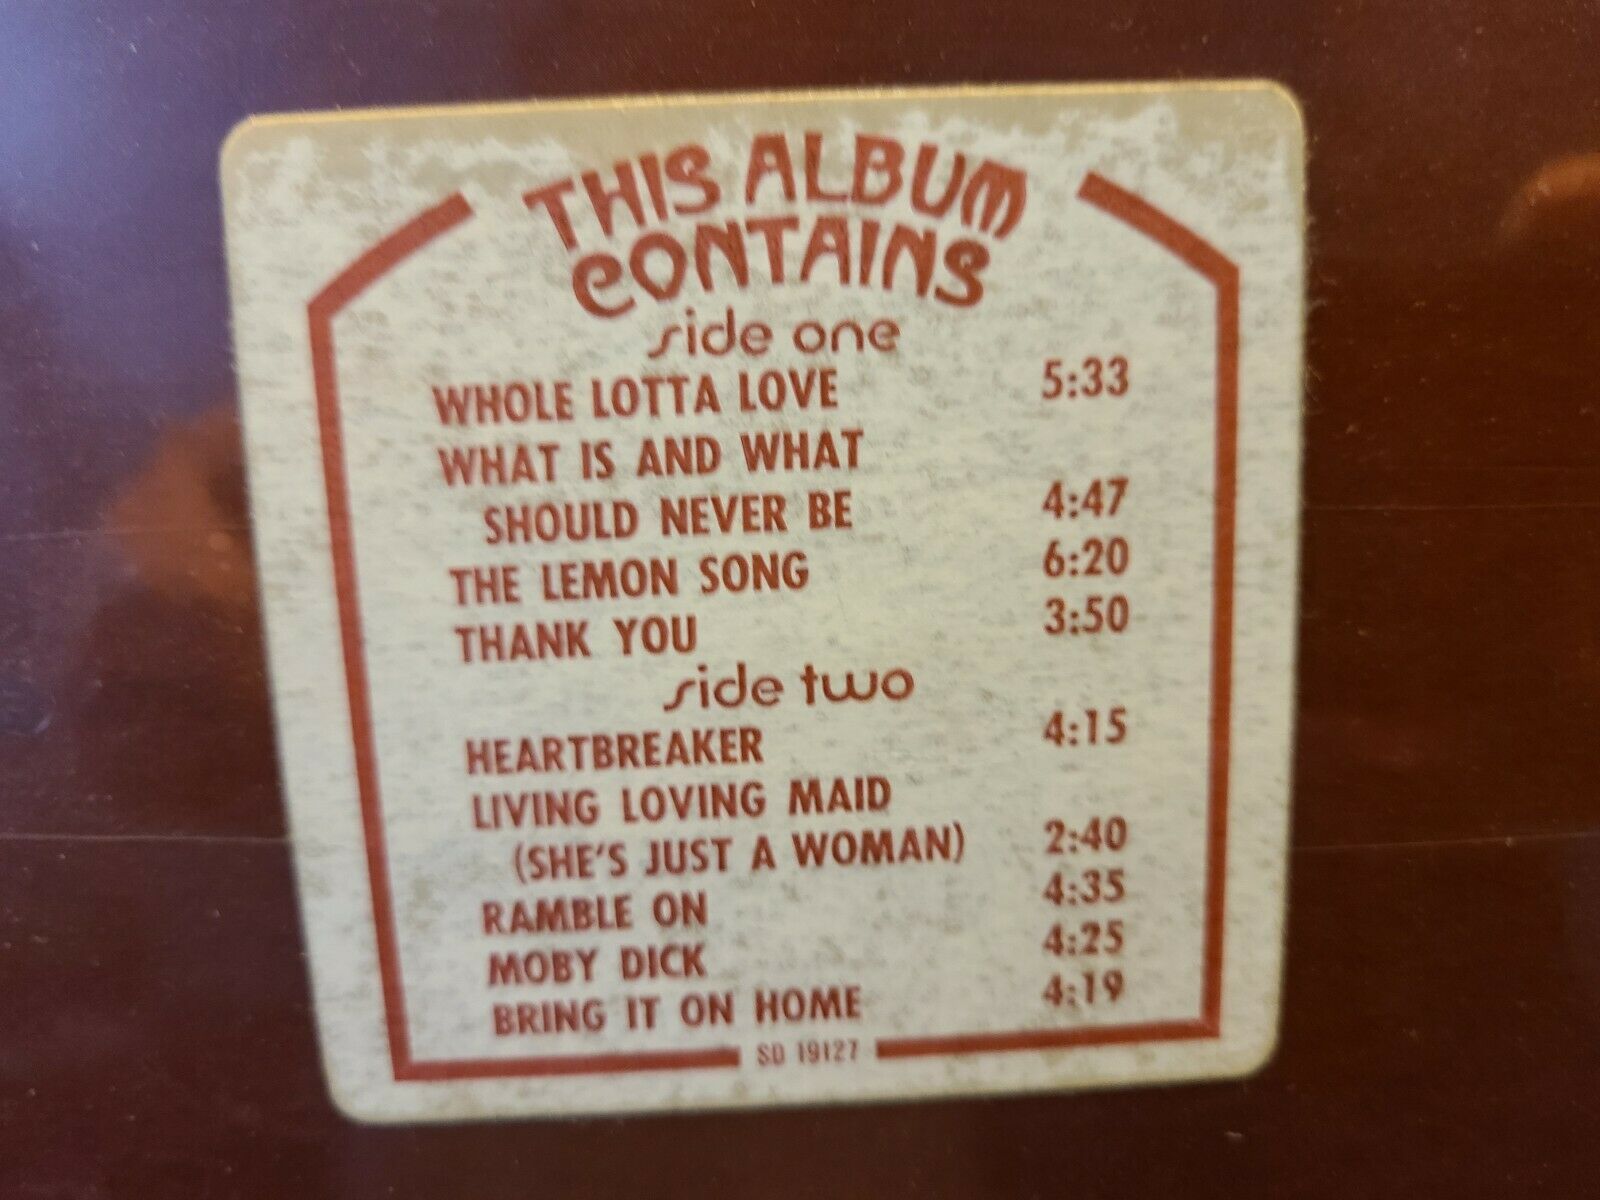 THIS ALBUM
CONTAINS
side one
WHOLE LOTTA LOVE 5:33
WHAT IS AND WHAT
SHOULD NEVER BE 4:47
THE LEMON SONG 6:20
THANK YOU 3:50
side two
HEARTBREAKER 4:15
LIVING LOVING MAID
(SHE'S JUST A WOMAN) 2:40
RAMBLE ON 4:35
MOBY DICK 4:25
BRING IT ON HOME 4:19
SD 19127